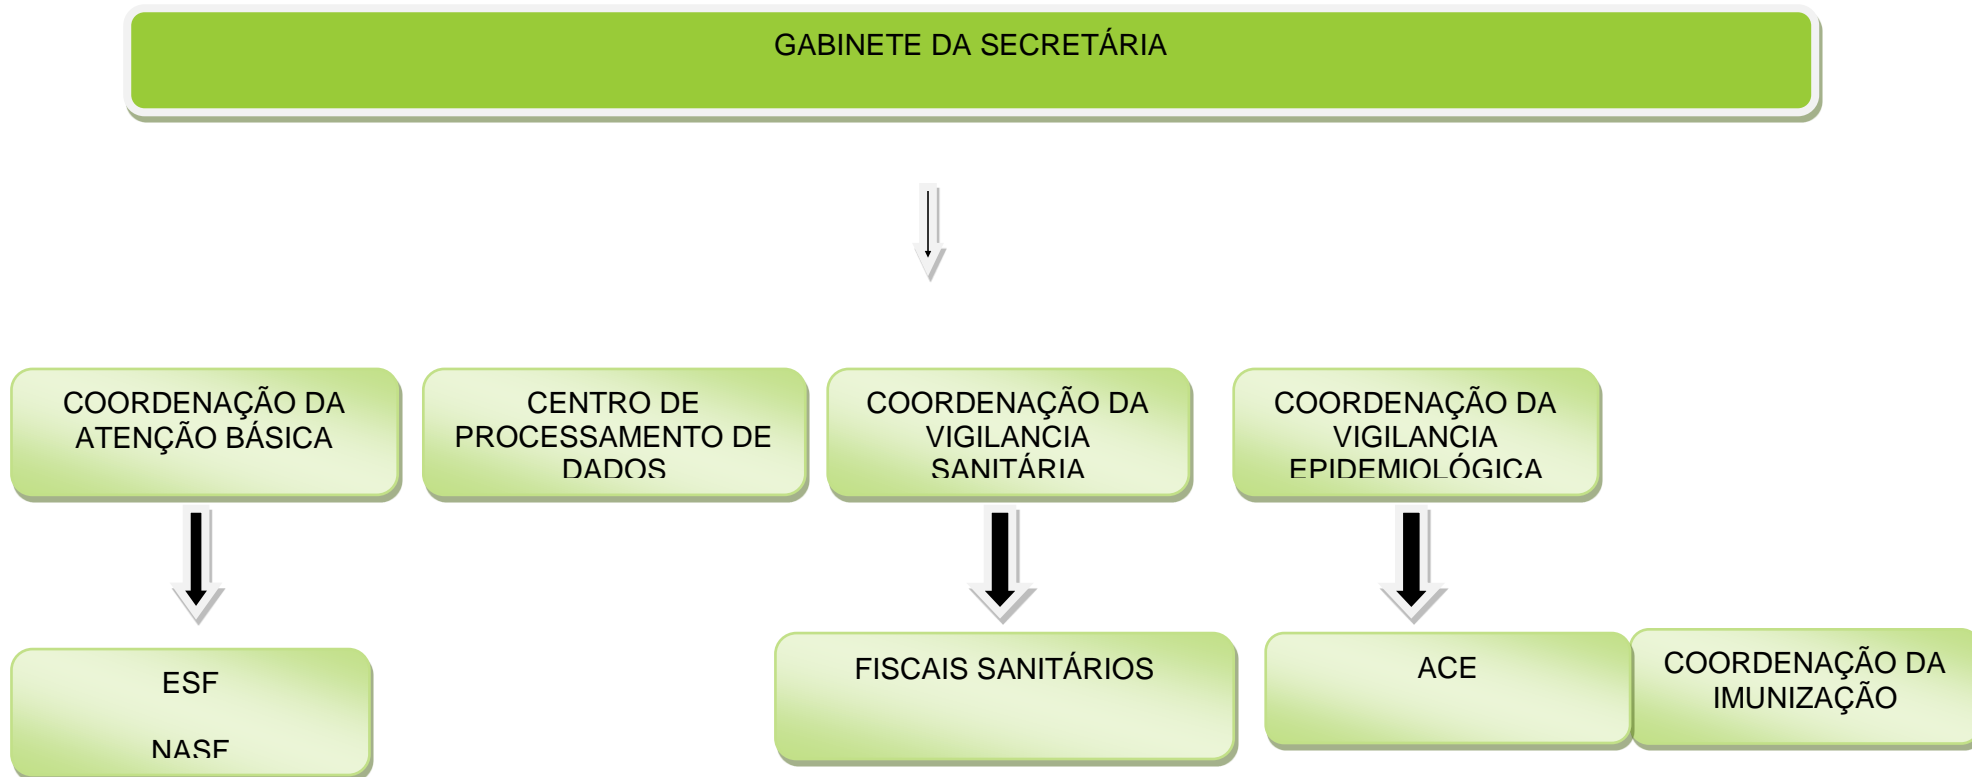 GABINETE DA SECRETÁRIA
COORDENAÇÃO DA
ATENÇÃO BÁSICA
CENTRO DE
PROCESSAMENTO DE
DADOS
COORDENAÇÃO DA
VIGILANCIA
SANITÁRIA
COORDENAÇÃO DA
VIGILANCIA
EPIDEMIOLÓGICA
ESF
NASF
FISCAIS SANITÁRIOS
ACE
COORDENAÇÃO DA
IMUNIZAÇÃO